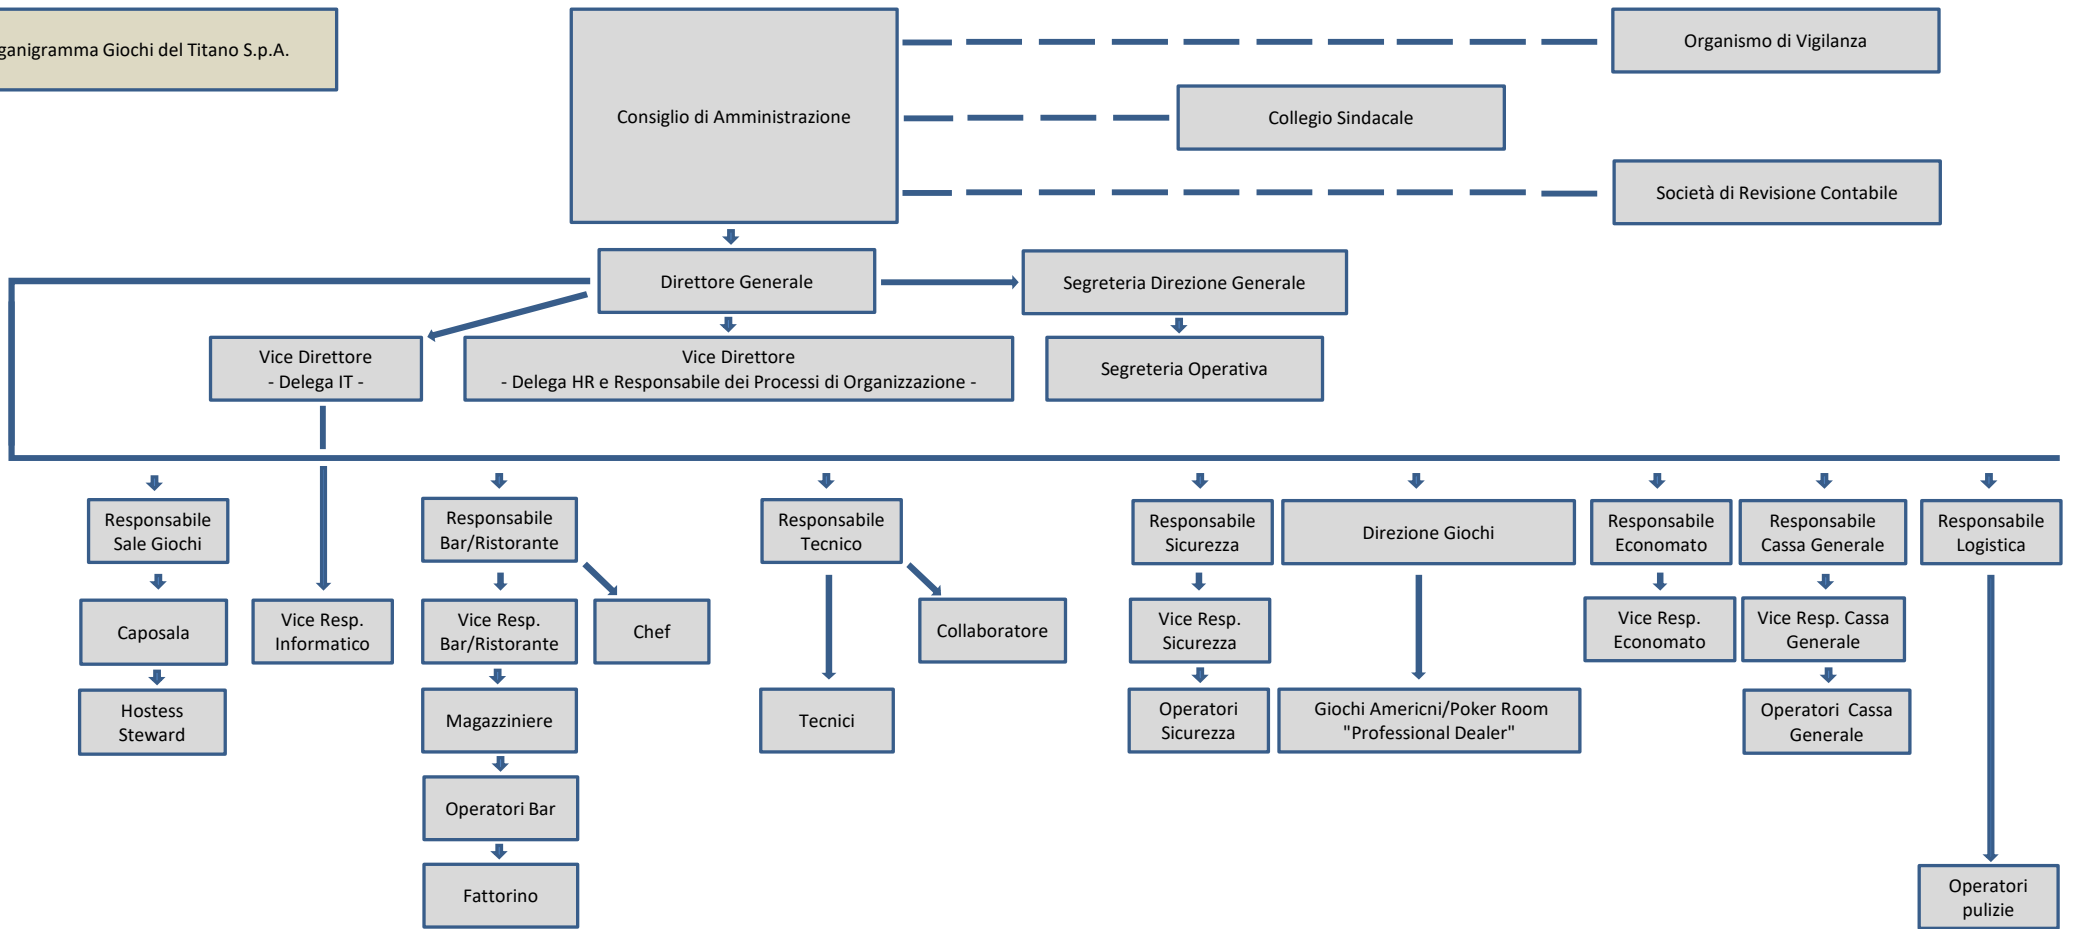 ganigramma Giochi del Titano S.p.A.
Consiglio di Amministrazione
Organismo di Vigilanza
Collegio Sindacale
Società di Revisione Contabile
Direttore Generale
Segreteria Direzione Generale
Vice Direttore
- Delega IT -
Vice Direttore
- Delega HR e Responsabile dei Processi di Organizzazione -
Segreteria Operativa
Responsabile
Sale Giochi
Responsabile
Bar/Ristorante
Responsabile
Tecnico
Responsabile
Sicurezza
Direzione Giochi
Responsabile
Economato
Responsabile
Cassa Generale
Responsabile
Logistica
Caposala
Vice Resp.
Informatico
Vice Resp.
Bar/Ristorante
Chef
Collaboratore
Vice Resp.
Sicurezza
Vice Resp.
Economato
Vice Resp. Cassa
Generale
Hostess
Steward
Magazziniere
Tecnici
Operatori
Sicurezza
Giochi Americni/Poker Room
"Professional Dealer"
Operatori Cassa
Generale
Operatori Bar
Fattorino
Operatori
pulizie